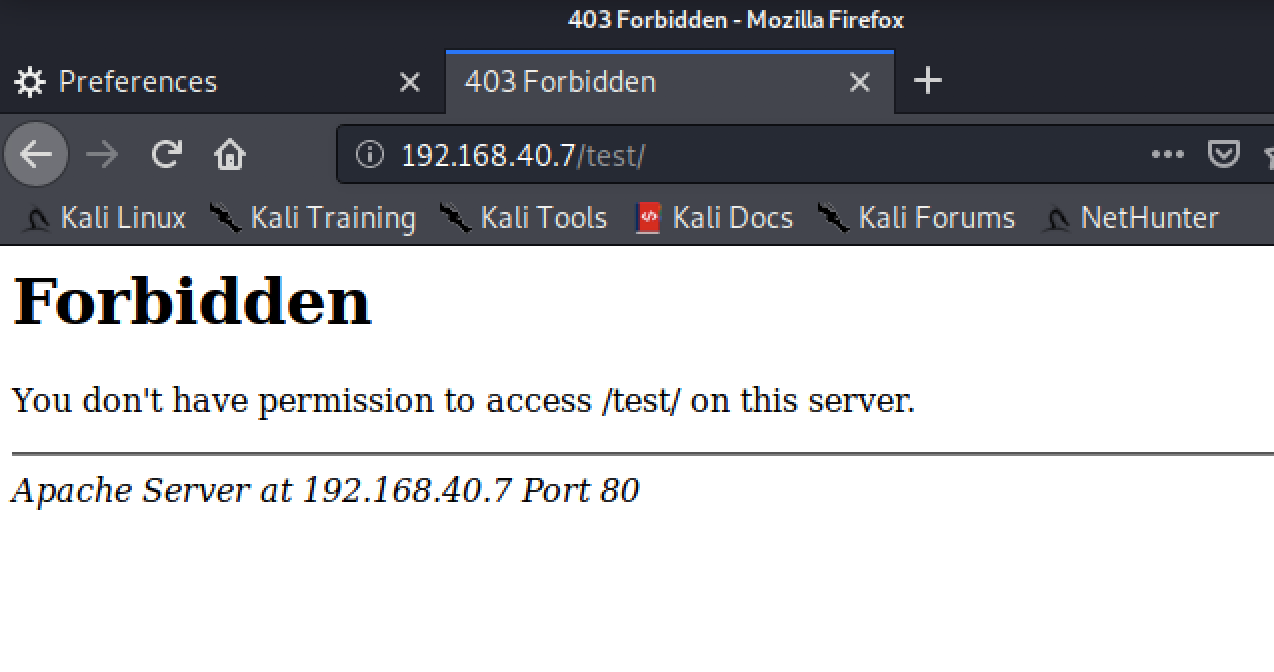 403 Forbidden - Mozilla Firefox
Preferences 403 Forbidden
192.168.40.7/test/
Kali Linux Kali Training Kali Tools Kali Docs Kali Forums NetHunter
Forbidden
You don't have permission to access /test/ on this server.
Apache Server at 192.168.40.7 Port 80